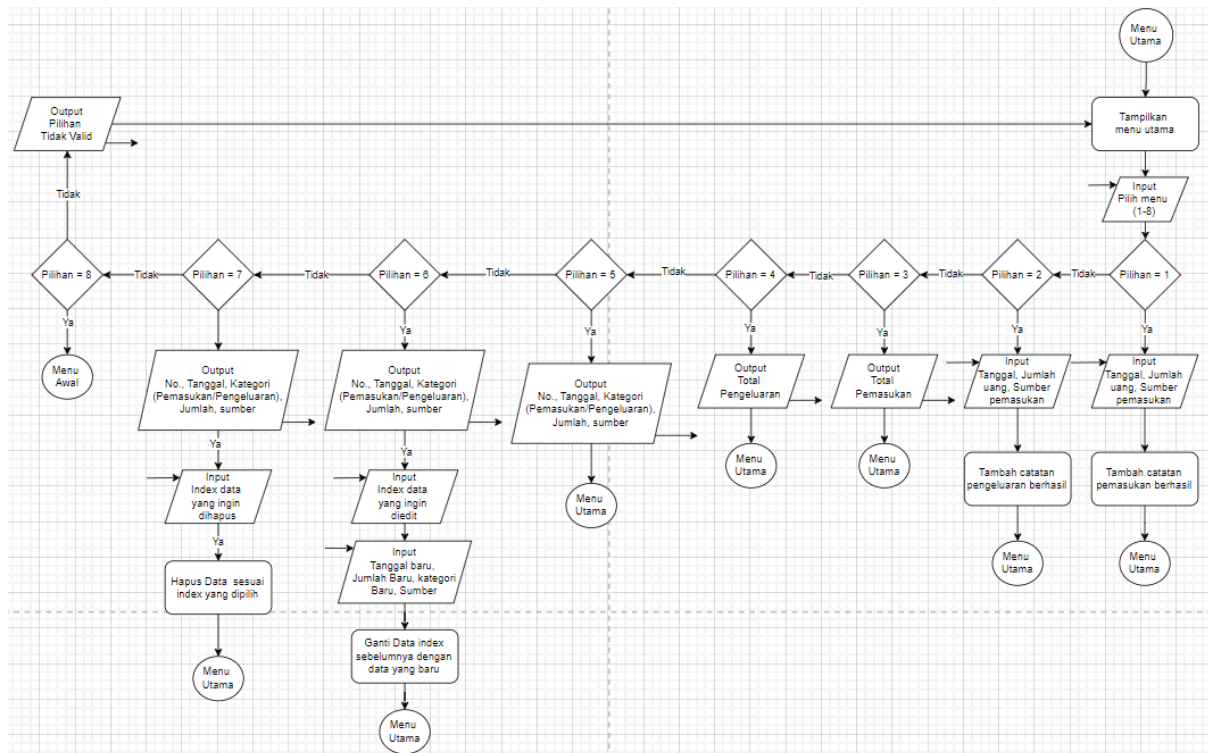 Menu
Utama
Output
Pilihan
Tidak Valid
Tampilkan
menu utama
Tidak
Input
Pilih menu
(1-8)
Pilihan = 8
Tidak
Pilihan = 7
Tidak
Pilihan = 6
Tidak
Pilihan = 5
Tidak
Pilihan = 4
Tidak
Pilihan = 3
Tidak
Pilihan = 2
Tidak
Pilihan = 1
Ya
Ya
Ya
Ya
Ya
Ya
Ya
Menu
Awal
Output
No., Tanggal, Kategori
(Pemasukan/Pengeluaran),
Jumlah, sumber
Output
No., Tanggal, Kategori
(Pemasukan/Pengeluaran),
Jumlah, sumber
Output
No., Tanggal, Kategori
(Pemasukan/Pengeluaran),
Jumlah, sumber
Output
Total
Pengeluaran
Output
Total
Pemasukan
Input
Tanggal, Jumlah
uang, Sumber
pemasukan
Input
Tanggal, Jumlah
uang, Sumber
pemasukan
Ya
Ya
Input
Index data
yang ingin
dihapus
Input
Index data
yang ingin
diedit
Menu
Utama
Menu
Utama
Menu
Utama
Tambah catatan
pengeluaran berhasil
Tambah catatan
pemasukan berhasil
Ya
Input
Tanggal baru,
Jumlah Baru, kategori
Baru, Sumber
Menu
Utama
Menu
Utama
Hapus Data sesuai
index yang dipilih
Ganti Data index
sebelumnya dengan
data yang baru
Menu
Utama
Menu
Utama